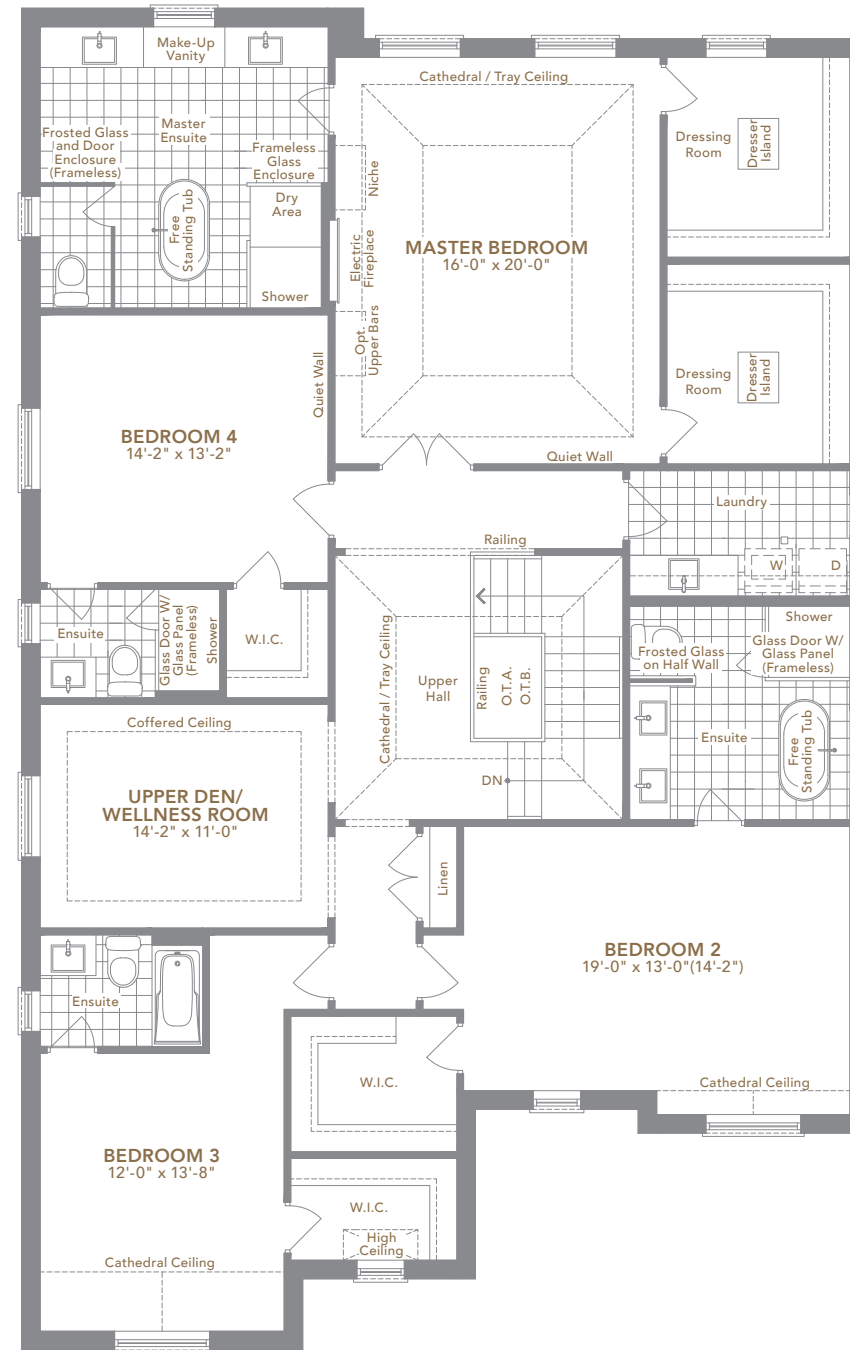 Make-Up
Vanity
Cathedral / Tray Ceiling
Frosted Glass
and Door
Enclosure
(Frameless)
Master
Ensuite
Frameless
Glass
Enclosure
Dry
Area
Free
Standing Tub
Shower
Niche
Electric
Fireplace
Opt.
Upper Bars
MASTER BEDROOM
16'-0" x 20'-0"
Dressing
Room
Dresser
Island
Dressing
Room
Dresser
Island
Quiet Wall
BEDROOM 4
14'-2" x 13'-2"
Quiet Wall
Laundry
W
D
Railing
Ensuite
Glass Door W/
Glass Panel
(Frameless)
Shower
W.I.C.
Cathedral / Tray Ceiling
Upper
Hall
Railing
O.T.A.
O.T.B.
DN
Shower
Glass Door W/
Glass Panel
(Frameless)
Frosted Glass
on Half Wall
Ensuite
Free
Standing Tub
Coffered Ceiling
UPPER DEN/
WELLNESS ROOM
14'-2" x 11'-0"
Linen
BEDROOM 2
19'-0" x 13'-0"(14'-2")
Cathedral Ceiling
Ensuite
W.I.C.
BEDROOM 3
12'-0" x 13'-8"
W.I.C.
High
Ceiling
Cathedral Ceiling